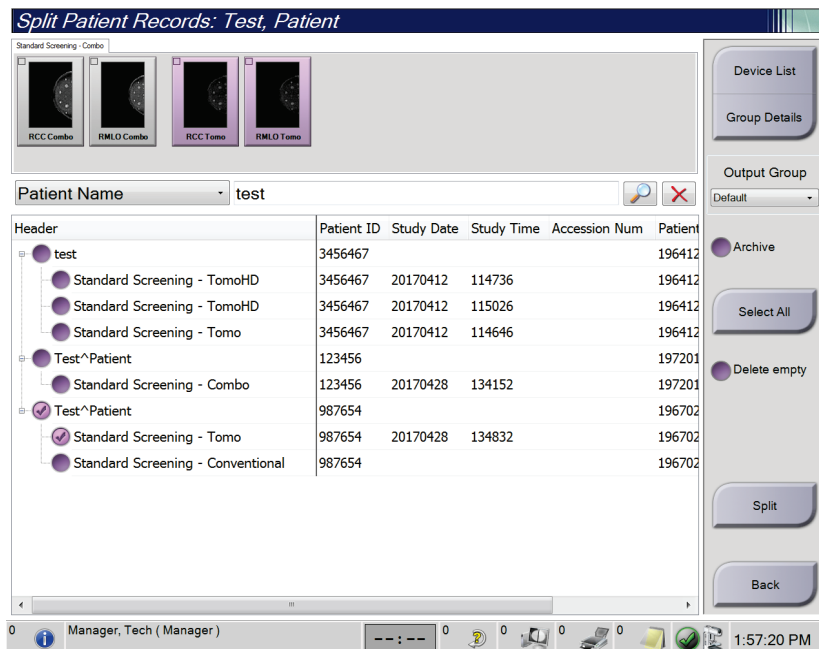 Split Patient Records: Test, Patient
Standard Screening - Combo
RCC Combo RMLO Combo RCC Tomo RMLO Tomo
Device List
Group Details
Output Group
Default
Patient Name test
Header Patient ID Study Date Study Time Accession Num Patient
test 3456467 196412
Standard Screening - TomoHD 3456467 20170412 114736 196412
Standard Screening - TomoHD 3456467 20170412 115026 196412
Standard Screening - Tomo 3456467 20170412 114646 196412
Test^Patient 123456 197201
Standard Screening - Combo 123456 20170428 134152 197201
Test^Patient 987654 196702
Standard Screening - Tomo 987654 20170428 134832 196702
Standard Screening - Conventional 987654 196702
Archive
Select All
Delete empty
Split
Back
0 Manager, Tech ( Manager ) --:-- 0 0 0 0 1:57:20 PM